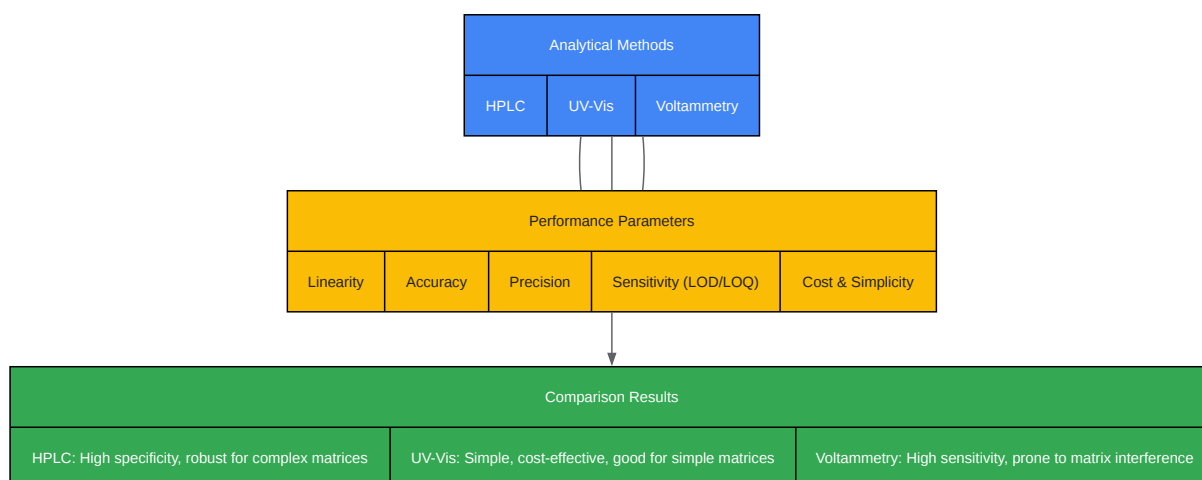 Analytical Methods
HPLC
UV-Vis
Voltammetry
Performance Parameters
Linearity
Accuracy
Precision
Sensitivity (LOD/LOQ)
Cost & Simplicity
Comparison Results
HPLC: High specificity, robust for complex matrices
UV-Vis: Simple, cost-effective, good for simple matrices
Voltammetry: High sensitivity, prone to matrix interference